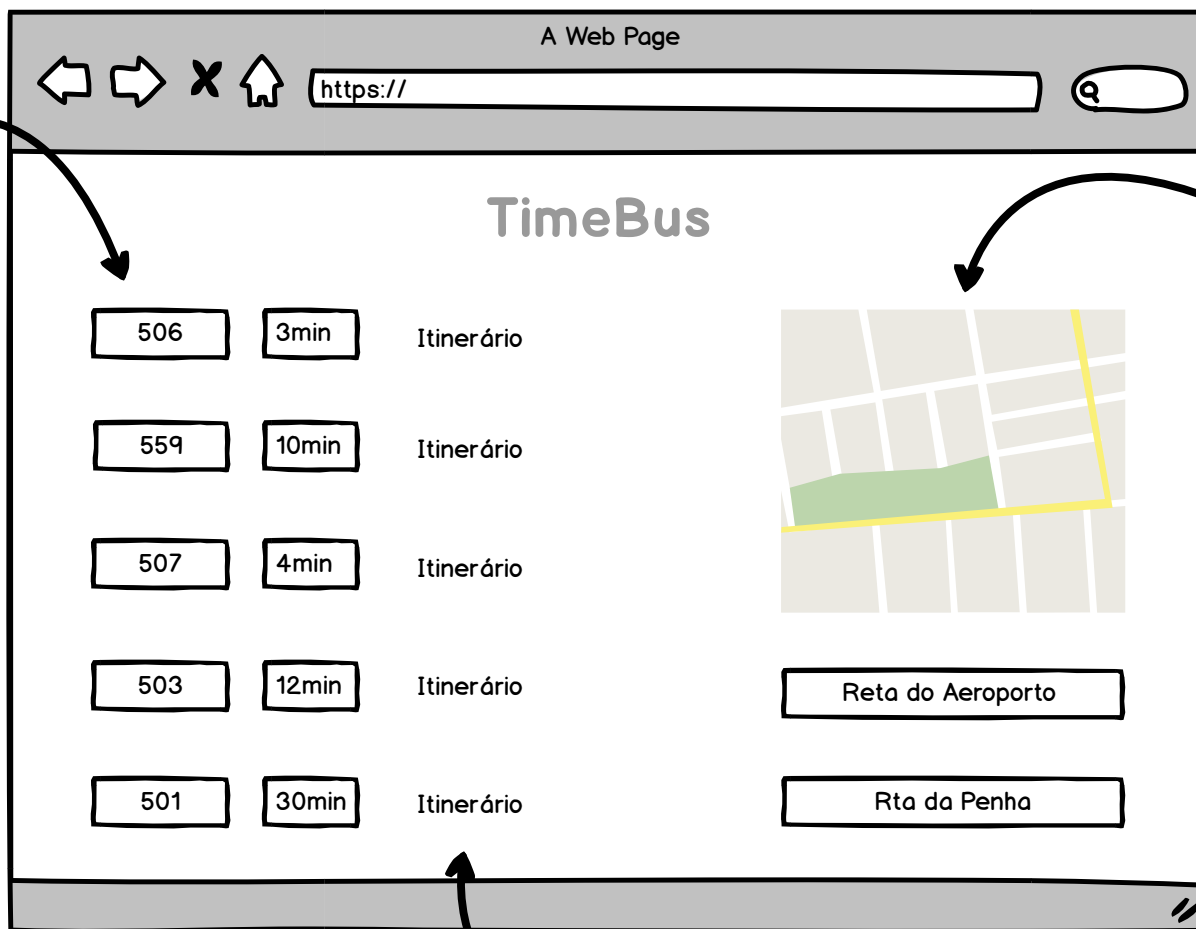 A Web Page
https://
TimeBus
506 3min Itinerário
559 10min Itinerário
507 4min Itinerário
503 12min Itinerário
501 30min Itinerário
Reta do Aeroporto
Rta da Penha